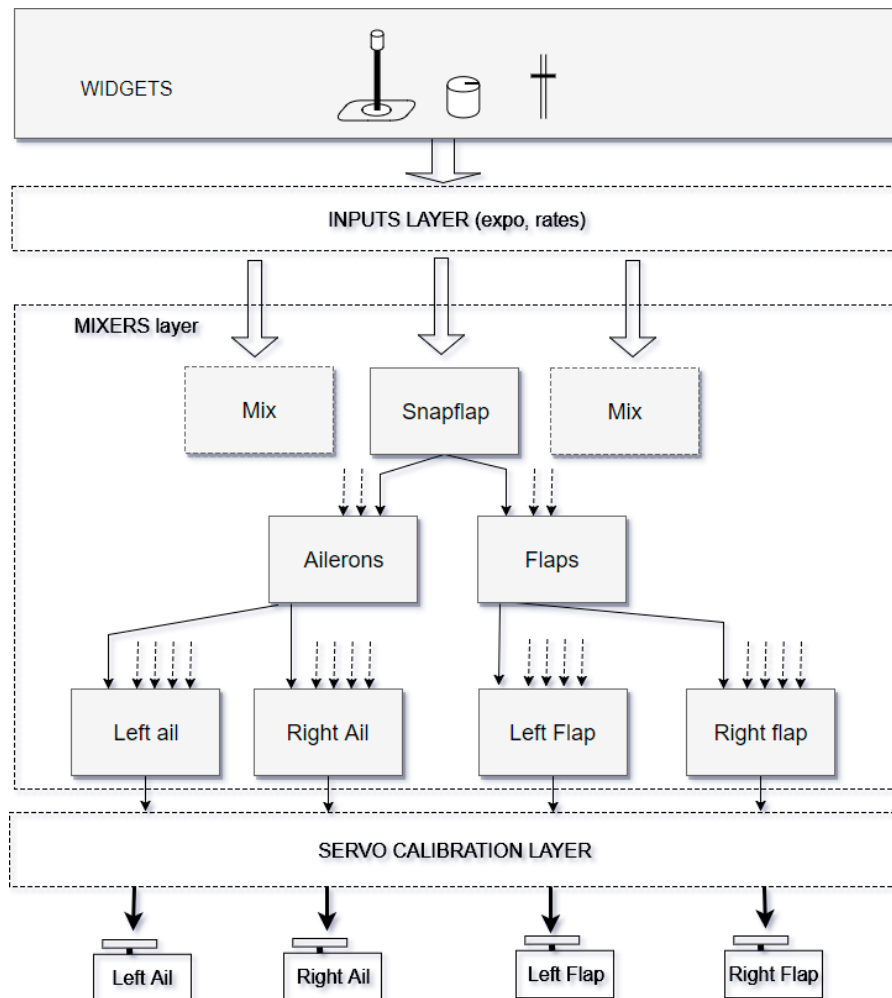 WIDGETS
INPUTS LAYER (expo, rates)
MIXERS layer
Mix
Snapflap
Mix
Ailerons
Flaps
Left ail
Right Ail
Left Flap
Right flap
SERVO CALIBRATION LAYER
Left Ail
Right Ail
Left Flap
Right Flap